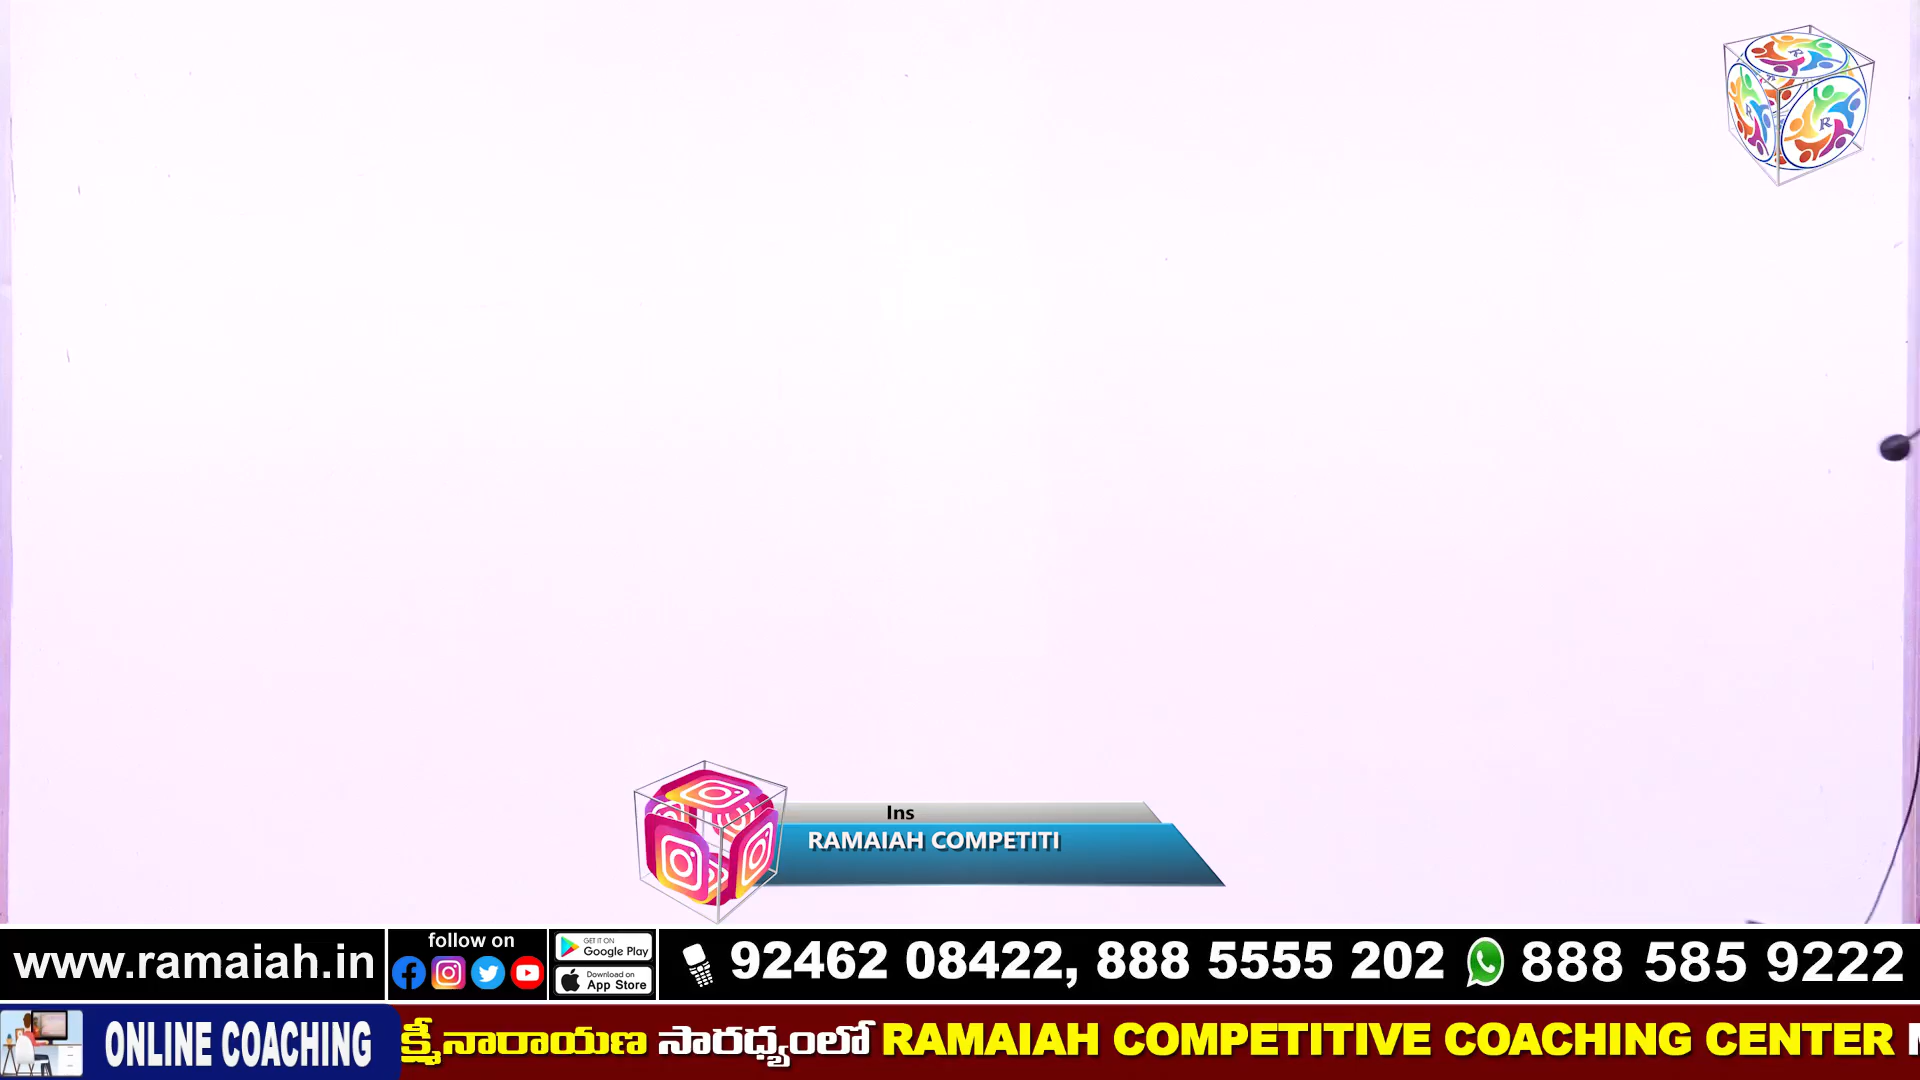 Ins
RAMAIAH COMPETITI
www.ramaiah.in
follow on
GET IT ON
Google Play
Download on
App Store
92462 08422, 888 5555 202
888 585 9222
ONLINE COACHING
క్ష్మీనారాయణ సారధ్యంలో RAMAIAH COMPETITIVE COACHING CENTER